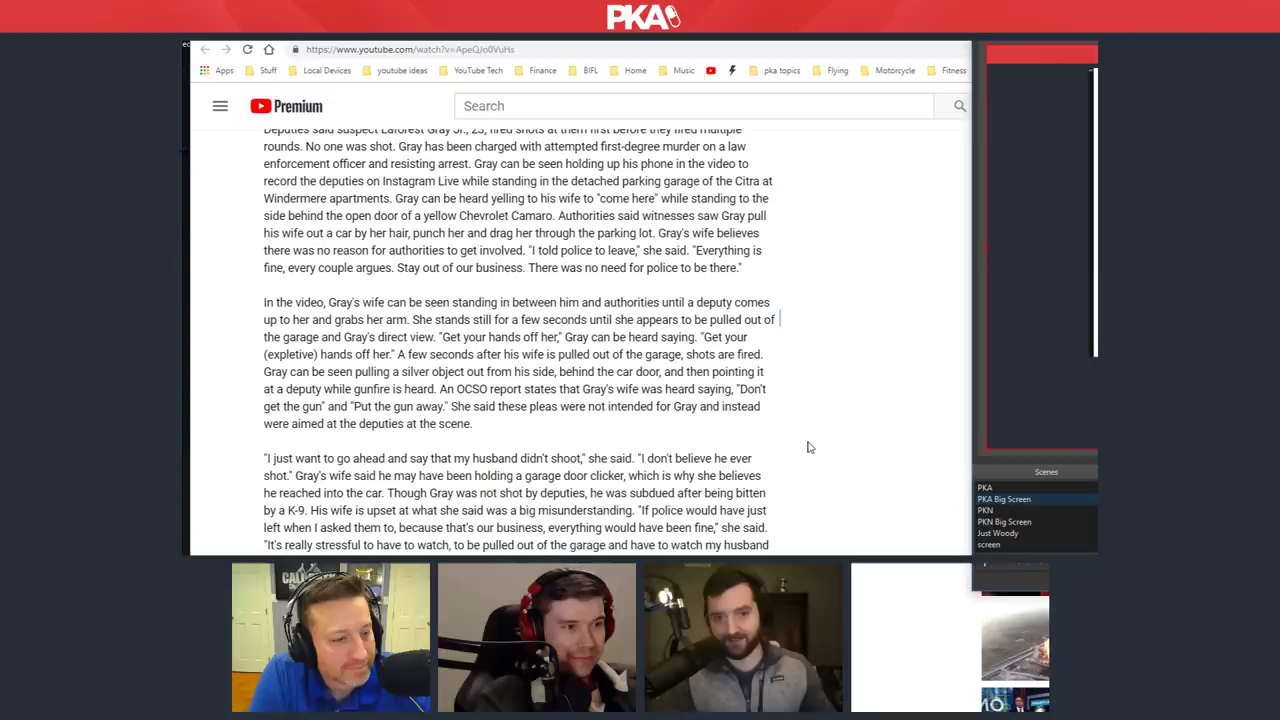 PKA
https://www.youtube.com/watch?v=ApeQJo0VuHs
Apps Stuff Local Devices youtube ideas YouTube Tech Finance BIFL Home Music pka topics Flying Motorcycle Fitness
Premium Search
Deputies said suspect Laforest Gray Jr., 23, fired shots at them first before they fired multiple
rounds. No one was shot. Gray has been charged with attempted first-degree murder on a law
enforcement officer and resisting arrest. Gray can be seen holding up his phone in the video to
record the deputies on Instagram Live while standing in the detached parking garage of the Citra at
Windermere apartments. Gray can be heard yelling to his wife to "come here" while standing to the
side behind the open door of a yellow Chevrolet Camaro. Authorities said witnesses saw Gray pull
his wife out a car by her hair, punch her and drag her through the parking lot. Gray's wife believes
there was no reason for authorities to get involved. "I told police to leave," she said. "Everything is
fine, every couple argues. Stay out of our business. There was no need for police to be there."
In the video, Gray's wife can be seen standing in between him and authorities until a deputy comes
up to her and grabs her arm. She stands still for a few seconds until she appears to be pulled out of
the garage and Gray's direct view. "Get your hands off her," Gray can be heard saying. "Get your
(expletive) hands off her." A few seconds after his wife is pulled out of the garage, shots are fired.
Gray can be seen pulling a silver object out from his side, behind the car door, and then pointing it
at a deputy while gunfire is heard. An OCSO report states that Gray's wife was heard saying, "Don't
get the gun" and "Put the gun away." She said these pleas were not intended for Gray and instead
were aimed at the deputies at the scene.
"I just want to go ahead and say that my husband didn't shoot," she said. "I don't believe he ever
shot." Gray's wife said he may have been holding a garage door clicker, which is why she believes
he reached into the car. Though Gray was not shot by deputies, he was subdued after being bitten
by a K-9. His wife is upset at what she said was a big misunderstanding. "If police would have just
left when I asked them to, because that's our business, everything would have been fine," she said.
"It's really stressful to have to watch, to be pulled out of the garage and have to watch my husband
Scenes
PKA
PKA Big Screen
PKN
PKN Big Screen
Just Woody
screen